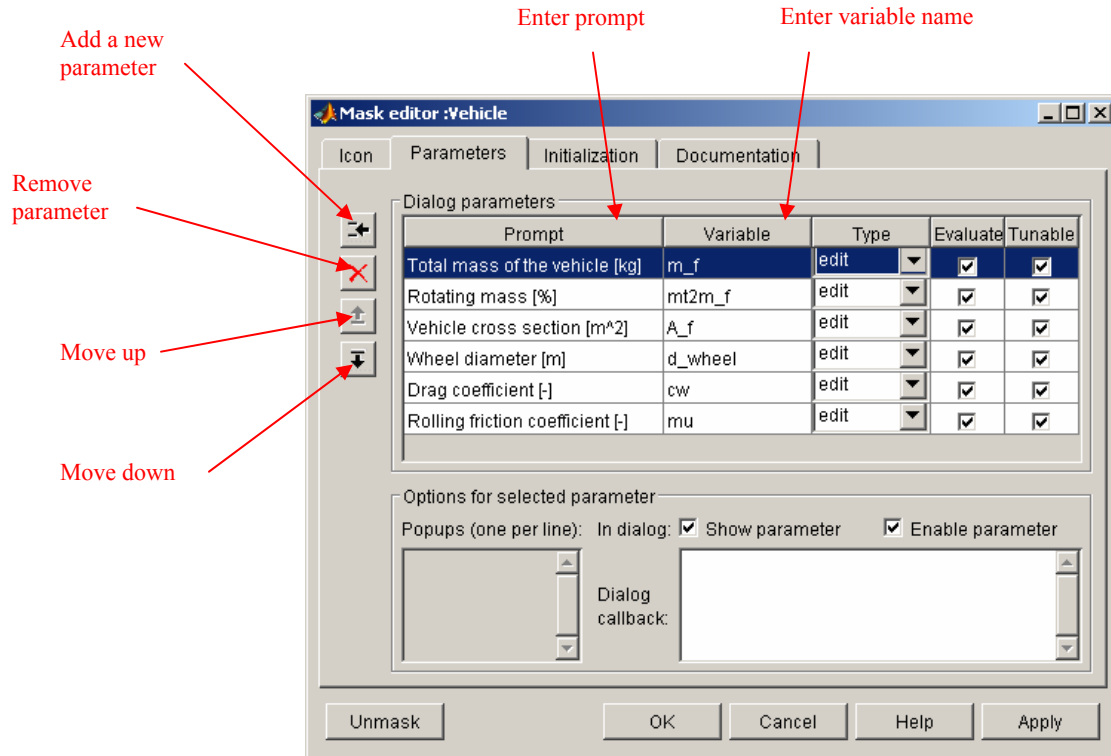 Enter prompt
Enter variable name
Add a new
parameter
Mask editor :Vehicle
Icon
Parameters
Initialization
Documentation
Remove
parameter
Dialog parameters
Prompt Variable Type Evaluate Tunable
Total mass of the vehicle [kg] m_f edit
Rotating mass [%] mt2m_f edit
Vehicle cross section [m^2] A_f edit
Move up
Wheel diameter [m] d_wheel edit
Drag coefficient [-] cw edit
Rolling friction coefficient [-] mu edit
Move down
Options for selected parameter
Popups (one per line): In dialog: Show parameter Enable parameter
Dialog
callback:
Unmask
OK
Cancel
Help
Apply